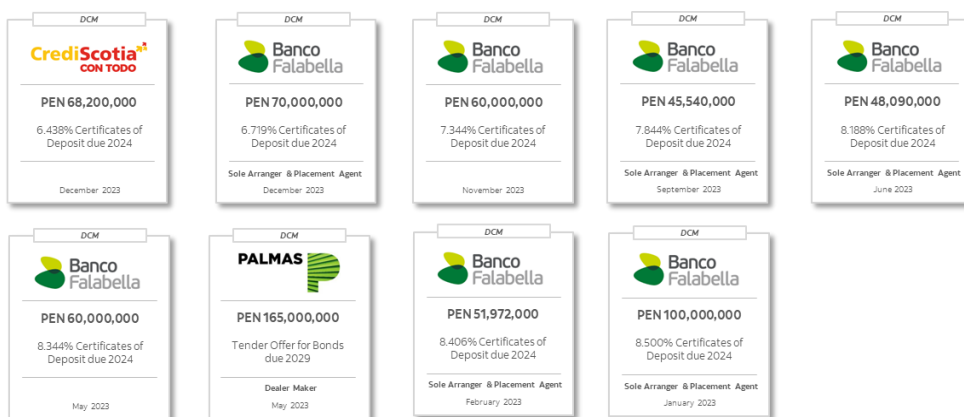 DCM
CrediScotia
CON TODO
PEN 68,200,000
6.438% Certificates of
Deposit due 2024
December 2023
DCM
Banco
Falabella
PEN 70,000,000
6.719% Certificates of
Deposit due 2024
Sole Arranger & Placement Agent
December 2023
DCM
Banco
Falabella
PEN 60,000,000
7.344% Certificates of
Deposit due 2024
November 2023
DCM
Banco
Falabella
PEN 45,540,000
7.844% Certificates of
Deposit due 2024
Sole Arranger & Placement Agent
September 2023
DCM
Banco
Falabella
PEN 48,090,000
8.188% Certificates of
Deposit due 2024
Sole Arranger & Placement Agent
June 2023
DCM
Banco
Falabella
PEN 60,000,000
8.344% Certificates of
Deposit due 2024
May 2023
DCM
PALMAS
PEN 165,000,000
Tender Offer for Bonds
due 2029
Dealer Maker
May 2023
DCM
Banco
Falabella
PEN 51,972,000
8.406% Certificates of
Deposit due 2024
Sole Arranger & Placement Agent
February 2023
DCM
Banco
Falabella
PEN 100,000,000
8.500% Certificates of
Deposit due 2024
Sole Arranger & Placement Agent
January 2023